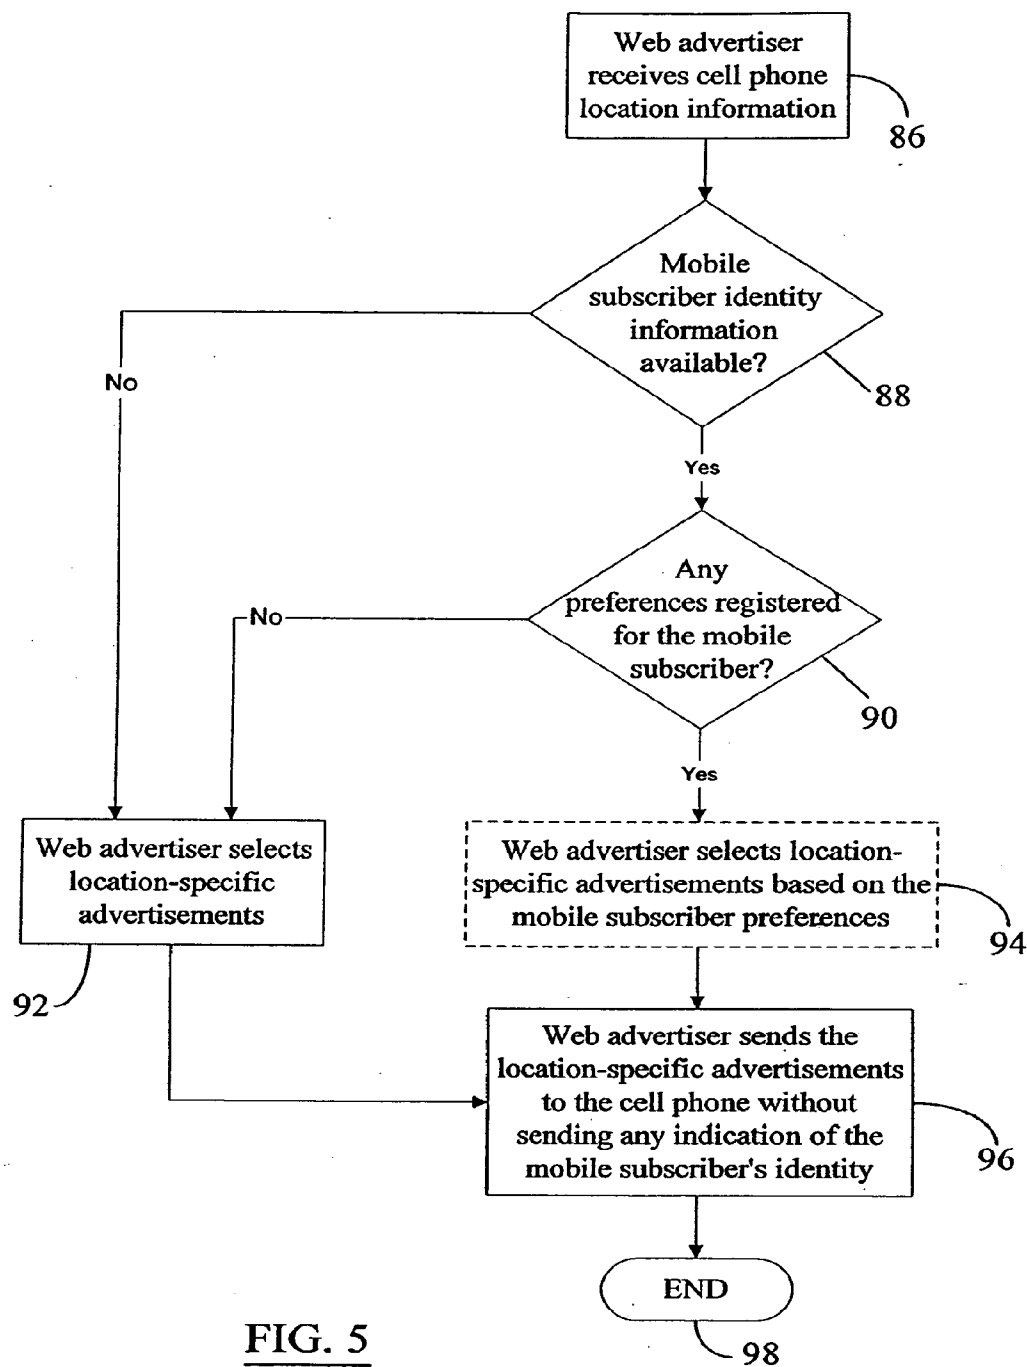 Web advertiser
receives cell phone
location information
86
Mobile
subscriber identity
information
available?
88
No
Yes
Any
preferences registered
for the mobile
subscriber?
90
No
Yes
Web advertiser selects
location-specific
advertisements
92
Web advertiser selects location-
specific advertisements based on the
mobile subscriber preferences
94
Web advertiser sends the
location-specific advertisements
to the cell phone without
sending any indication of the
mobile subscriber's identity
96
END
98
FIG. 5